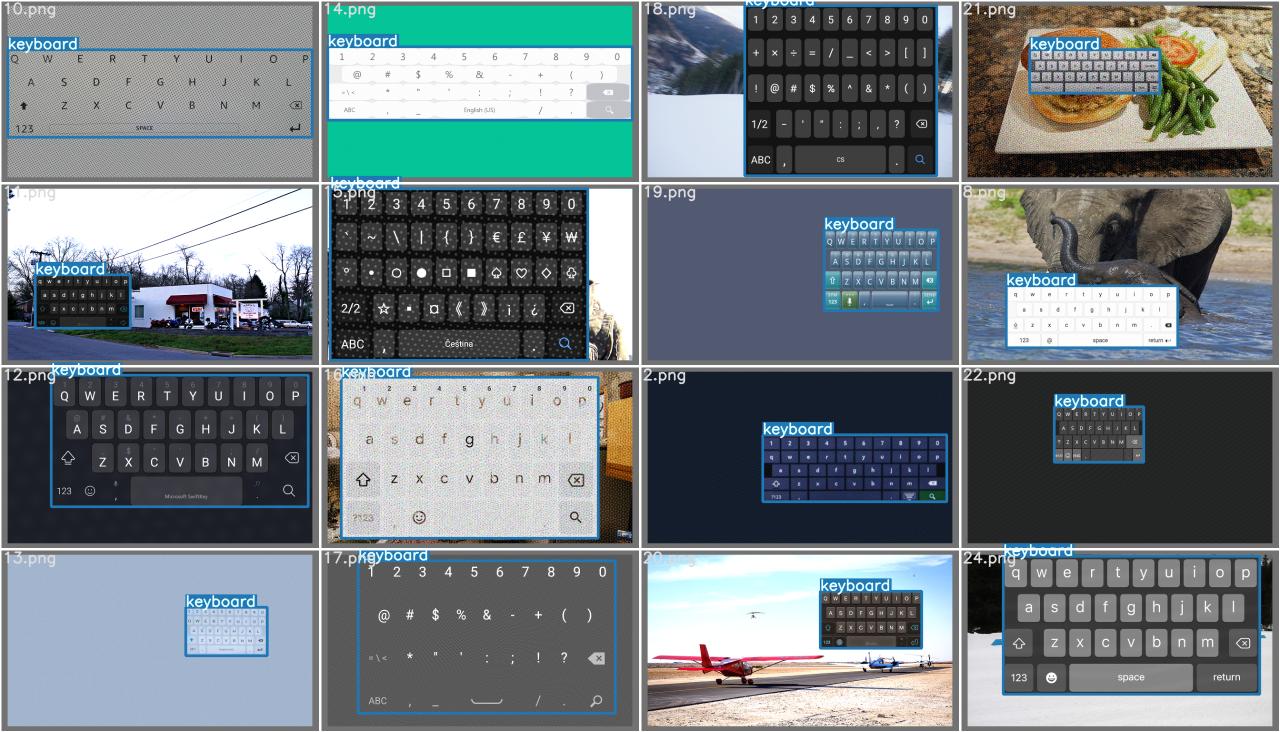 10.png
keyboard
Q W E R T Y U I O P
A S D F G H J K L
Z X C V B N M
123 SPACE .
14.png
keyboard
1 2 3 4 5 6 7 8 9 0
@ # $ % & - + ( )
= \ < * " ' : ; ! ?
ABC , _ English (US) / .
18.png
keyboard
1 2 3 4 5 6 7 8 9 0
+ × ÷ = / _ < > [ ]
! @ # $ % ^ & * ( )
1/2 - ' " : ; , ?
ABC , CS .
21.png
keyboard
keyboard
q w e r t y u i o p
a s d f g h j k l
z x c v b n m
5.png
keyboard
1 2 3 4 5 6 7 8 9 0
` ~ \ | { } € £ ¥ ₩
° • ○ ● □ ■ ♤ ♡ ◇ ♧
2/2 ☆ ▪ ¤ 《 》 ¡ ¿
ABC , Čeština .
19.png
keyboard
Q W E R T Y U I O P
A S D F G H J K L
Z X C V B N M
8.png
keyboard
q w e r t y u i o p
a s d f g h j k l
z x c v b n m .
123 @ space return
12.png
keyboard
Q W E R T Y U I O P
A S D F G H J K L
Z X C V B N M
123 , Microsoft SwiftKey
16.png
keyboard
1 2 3 4 5 6 7 8 9 0
q w e r t y u i o p
a s d f g h j k l
z x c v b n m
?123 , .
2.png
keyboard
1 2 3 4 5 6 7 8 9 0
q w e r t y u i o p
a s d f g h j k l
z x c v b n m
?123 , .
22.png
keyboard
Q W E R T Y U I O P
A S D F G H J K L
Z X C V B N M
13.png
keyboard
17.png
keyboard
1 2 3 4 5 6 7 8 9 0
@ # $ % & - + ( )
= \ < * " ' : ; ! ?
ABC , _ / .
20.png
keyboard
Q W E R T Y U I O P
A S D F G H J K L
Z X C V B N M
24.png
keyboard
q w e r t y u i o p
a s d f g h j k l
z x c v b n m
123 space return